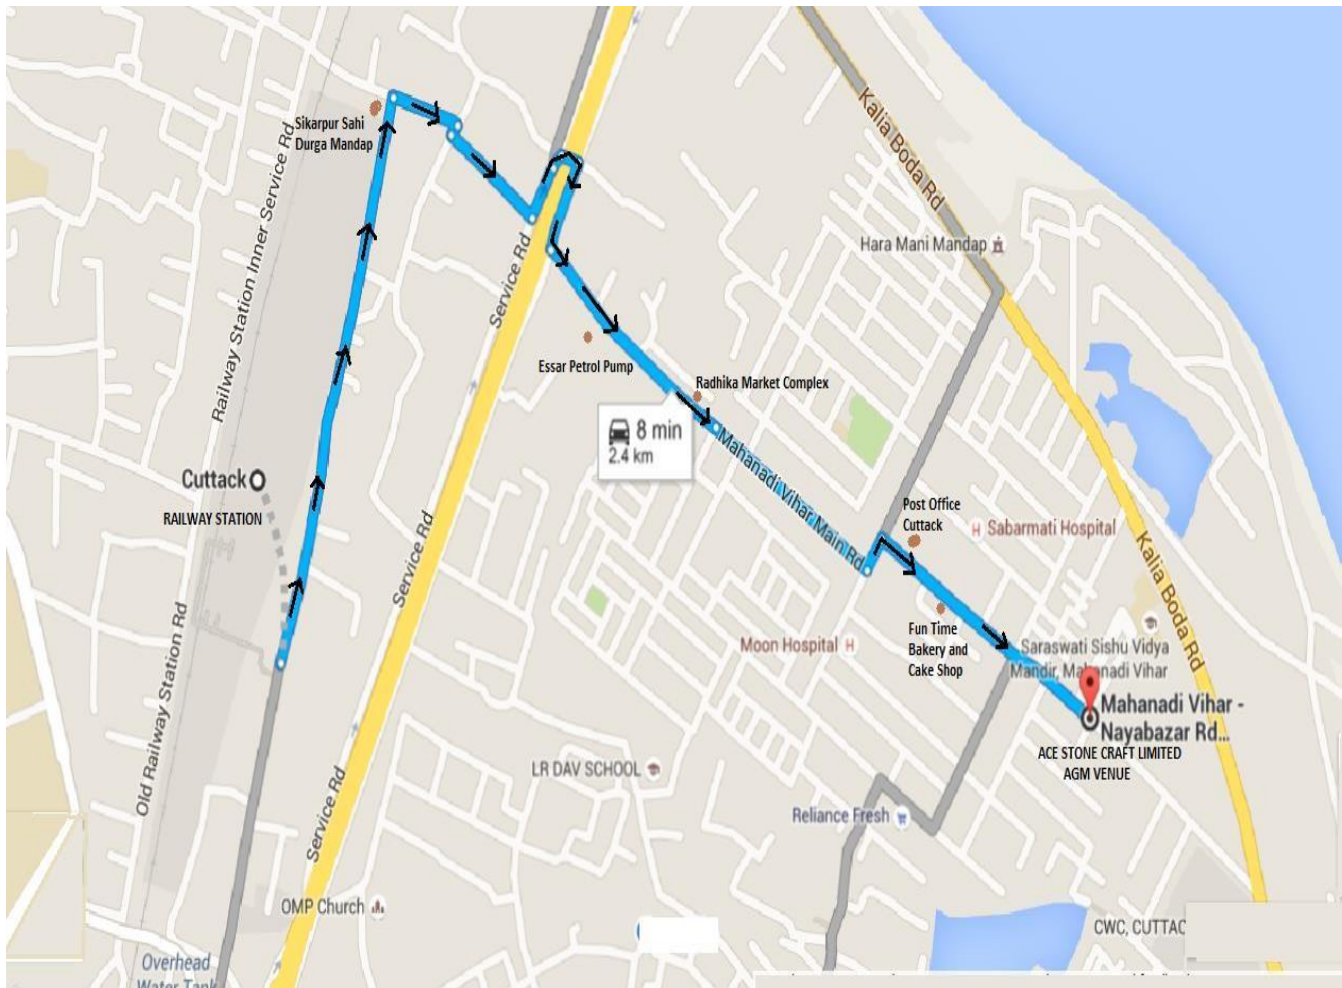 Kalia Boda Rd
Sikarpur Sahi
Durga Mandap
Railway Station Inner Service Rd
Service Rd
Hara Mani Mandap
Essar Petrol Pump
Radhika Market Complex
8 min
2.4 km
Mahanadi Vihar Main Rd
Cuttack
RAILWAY STATION
Post Office
Cuttack
Sabarmati Hospital
Service Rd
Kalia Boda Rd
Old Railway Station Rd
Moon Hospital
Fun Time
Bakery and
Cake Shop
Saraswati Sishu Vidya
Mandir, Mahanadi Vihar
Mahanadi Vihar -
Nayabazar Rd...
ACE STONE CRAFT LIMITED
AGM VENUE
LR DAV SCHOOL
Service Rd
Reliance Fresh
OMP Church
CWC, CUTTAC
Overhead
Water Tank